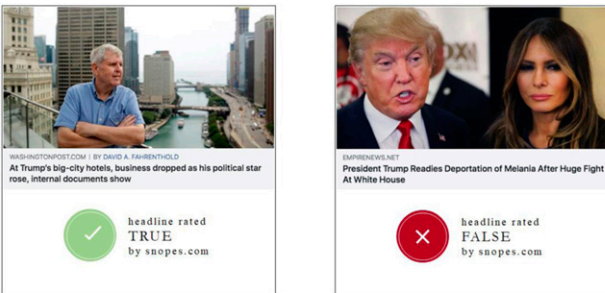 WASHINGTONPOST.COM | BY DAVID A. FAHRENTHOLD
At Trump's big-city hotels, business dropped as his political star
rose, internal documents show
headline rated
TRUE
by snopes.com
EMPIRENEWS.NET
President Trump Readies Deportation of Melania After Huge Fight
At White House
headline rated
FALSE
by snopes.com